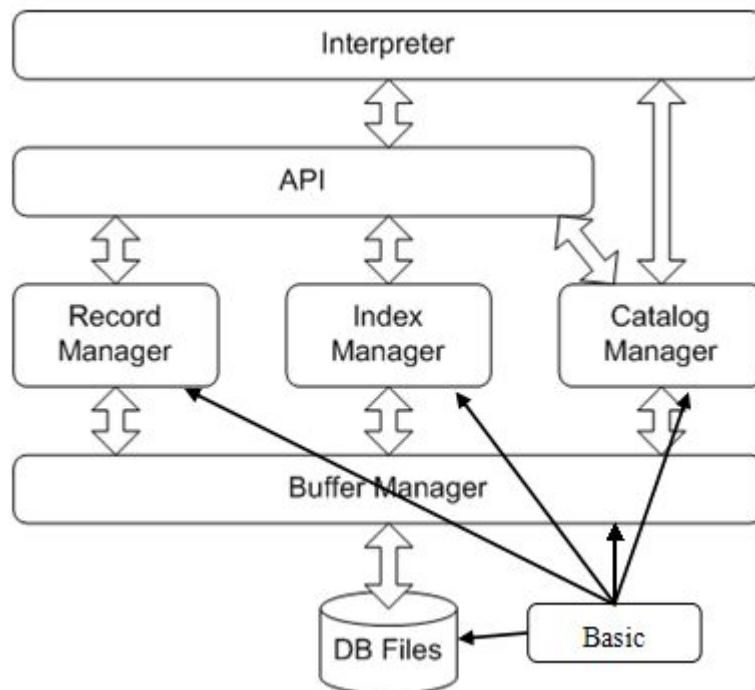 Interpreter
API
Record
Manager
Index
Manager
Catalog
Manager
Buffer Manager
DB Files
Basic